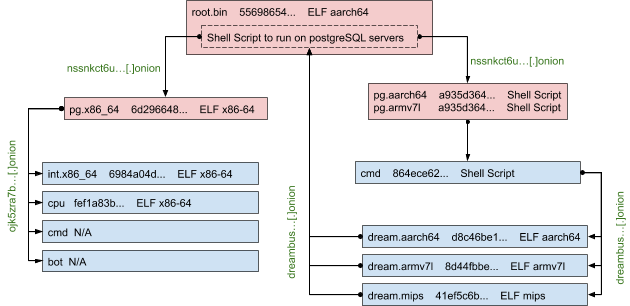 root.bin 55698654... ELF aarch64
Shell Script to run on postgreSQL servers
nssnkct6u…[.]onion
nssnkct6u…[.]onion
pg.x86_64 6d296648... ELF x86-64
pg.aarch64 a935d364... Shell Script
pg.armv7l a935d364... Shell Script
ojk5zra7b…[.]onion
int.x86_64 6984a04d... ELF x86-64
cmd 864ece62... Shell Script
cpu fef1a83b... ELF x86-64
cmd N/A
bot N/A
dreambus…[.]onion
dream.aarch64 d8c46be1... ELF aarch64
dream.armv7l 8d44fbbe... ELF armv7l
dream.mips 41ef5c6b... ELF mips
dreambus…[.]onion